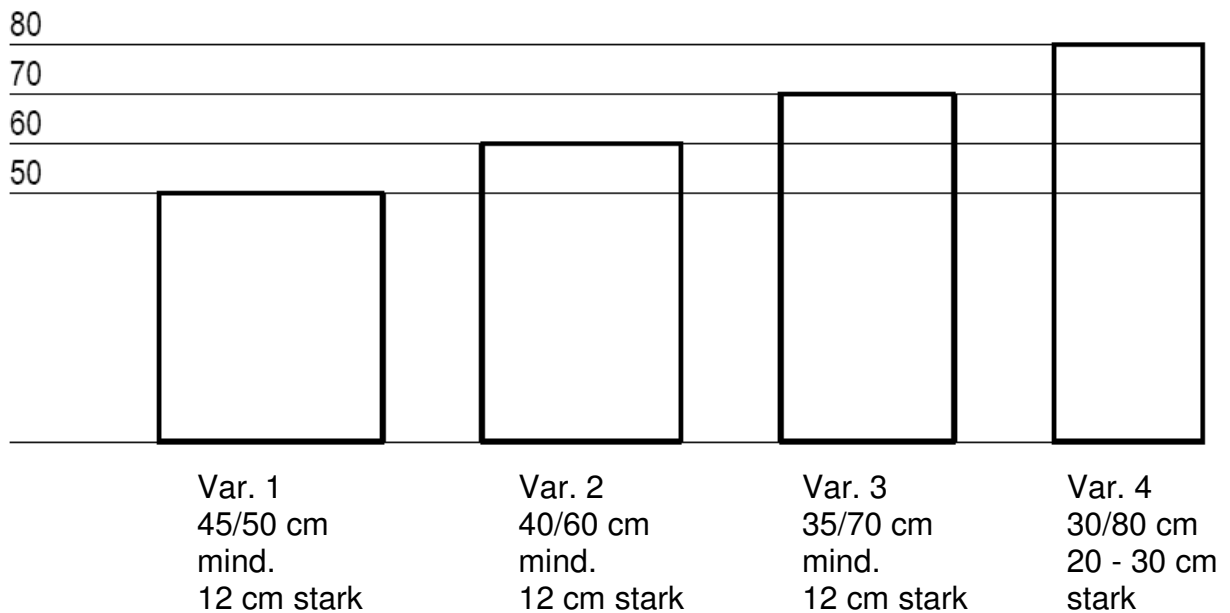 80
70
60
50
Var. 1
45/50 cm
mind.
12 cm stark
Var. 2
40/60 cm
mind.
12 cm stark
Var. 3
35/70 cm
mind.
12 cm stark
Var. 4
30/80 cm
20 - 30 cm
stark